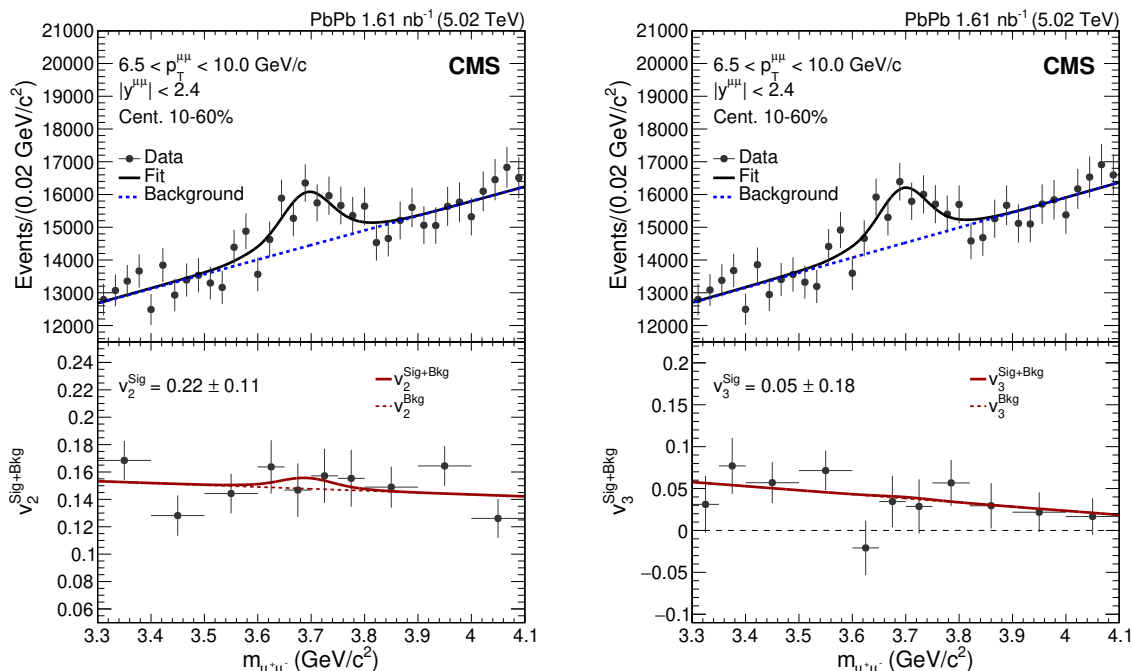 PbPb 1.61 nb⁻¹ (5.02 TeV)
21000
20000
19000
18000
17000
16000
15000
14000
13000
12000
Events/(0.02 GeV/c²)
6.5 < p_T^μμ < 10.0 GeV/c
|y^μμ| < 2.4
Cent. 10-60%
CMS
Data
Fit
Background
0.24
0.22
0.2
0.18
0.16
0.14
0.12
0.1
0.08
0.06
v₂^Sig+Bkg
v₂^Sig = 0.22 ± 0.11
v₂^Sig+Bkg
v₂^Bkg
3.3 3.4 3.5 3.6 3.7 3.8 3.9 4 4.1
m_μ⁺μ⁻ (GeV/c²)
PbPb 1.61 nb⁻¹ (5.02 TeV)
21000
20000
19000
18000
17000
16000
15000
14000
13000
12000
Events/(0.02 GeV/c²)
6.5 < p_T^μμ < 10.0 GeV/c
|y^μμ| < 2.4
Cent. 10-60%
CMS
Data
Fit
Background
0.2
0.15
0.1
0.05
0
−0.05
−0.1
v₃^Sig+Bkg
v₃^Sig = 0.05 ± 0.18
v₃^Sig+Bkg
v₃^Bkg
3.3 3.4 3.5 3.6 3.7 3.8 3.9 4 4.1
m_μ⁺μ⁻ (GeV/c²)